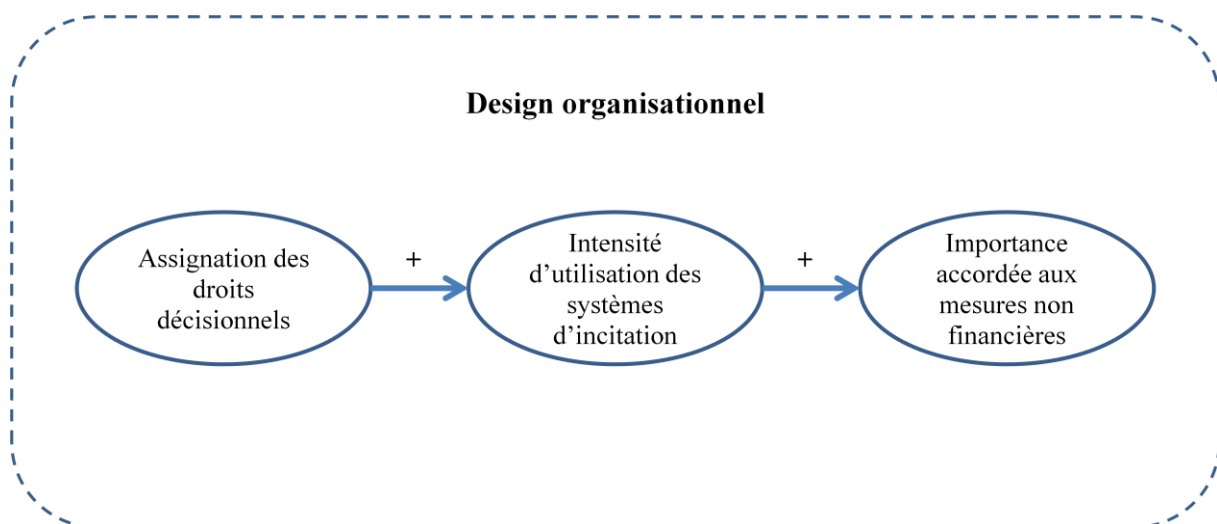 Design organisationnel
Assignation des
droits
décisionnels
+
Intensité
d’utilisation des
systèmes
d’incitation
+
Importance
accordée aux
mesures non
financières